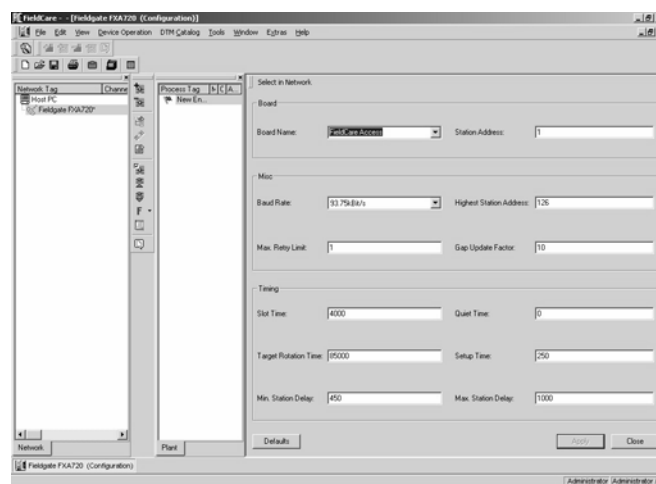 FieldCare - - [Fieldgate FXA720 (Configuration)]
File Edit View Device Operation DTM Catalog Tools Window Extras Help
Network Tag Channe
Host PC
Fieldgate FXA720*
Process Tag
New En...
F
Select in Network
Board
Board Name: FieldCare Access Station Address: 1
Misc
Baud Rate: 93.75kBit/s Highest Station Address: 126
Max. Retry Limit: 1 Gap Update Factor: 10
Timing
Slot Time: 4000 Quiet Time: 0
Target Rotation Time: 85000 Setup Time: 250
Min. Station Delay: 450 Max. Station Delay: 1000
Defaults Apply Close
Network Plant
Fieldgate FXA720 (Configuration)
Administrator Administrator